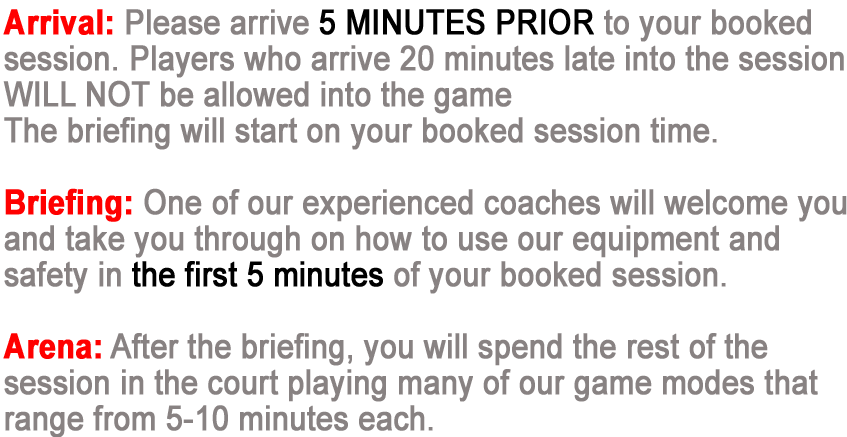 Arrival: Please arrive 5 MINUTES PRIOR to your booked
session. Players who arrive 20 minutes late into the session
WILL NOT be allowed into the game
The briefing will start on your booked session time.
Briefing: One of our experienced coaches will welcome you
and take you through on how to use our equipment and
safety in the first 5 minutes of your booked session.
Arena: After the briefing, you will spend the rest of the
session in the court playing many of our game modes that
range from 5-10 minutes each.